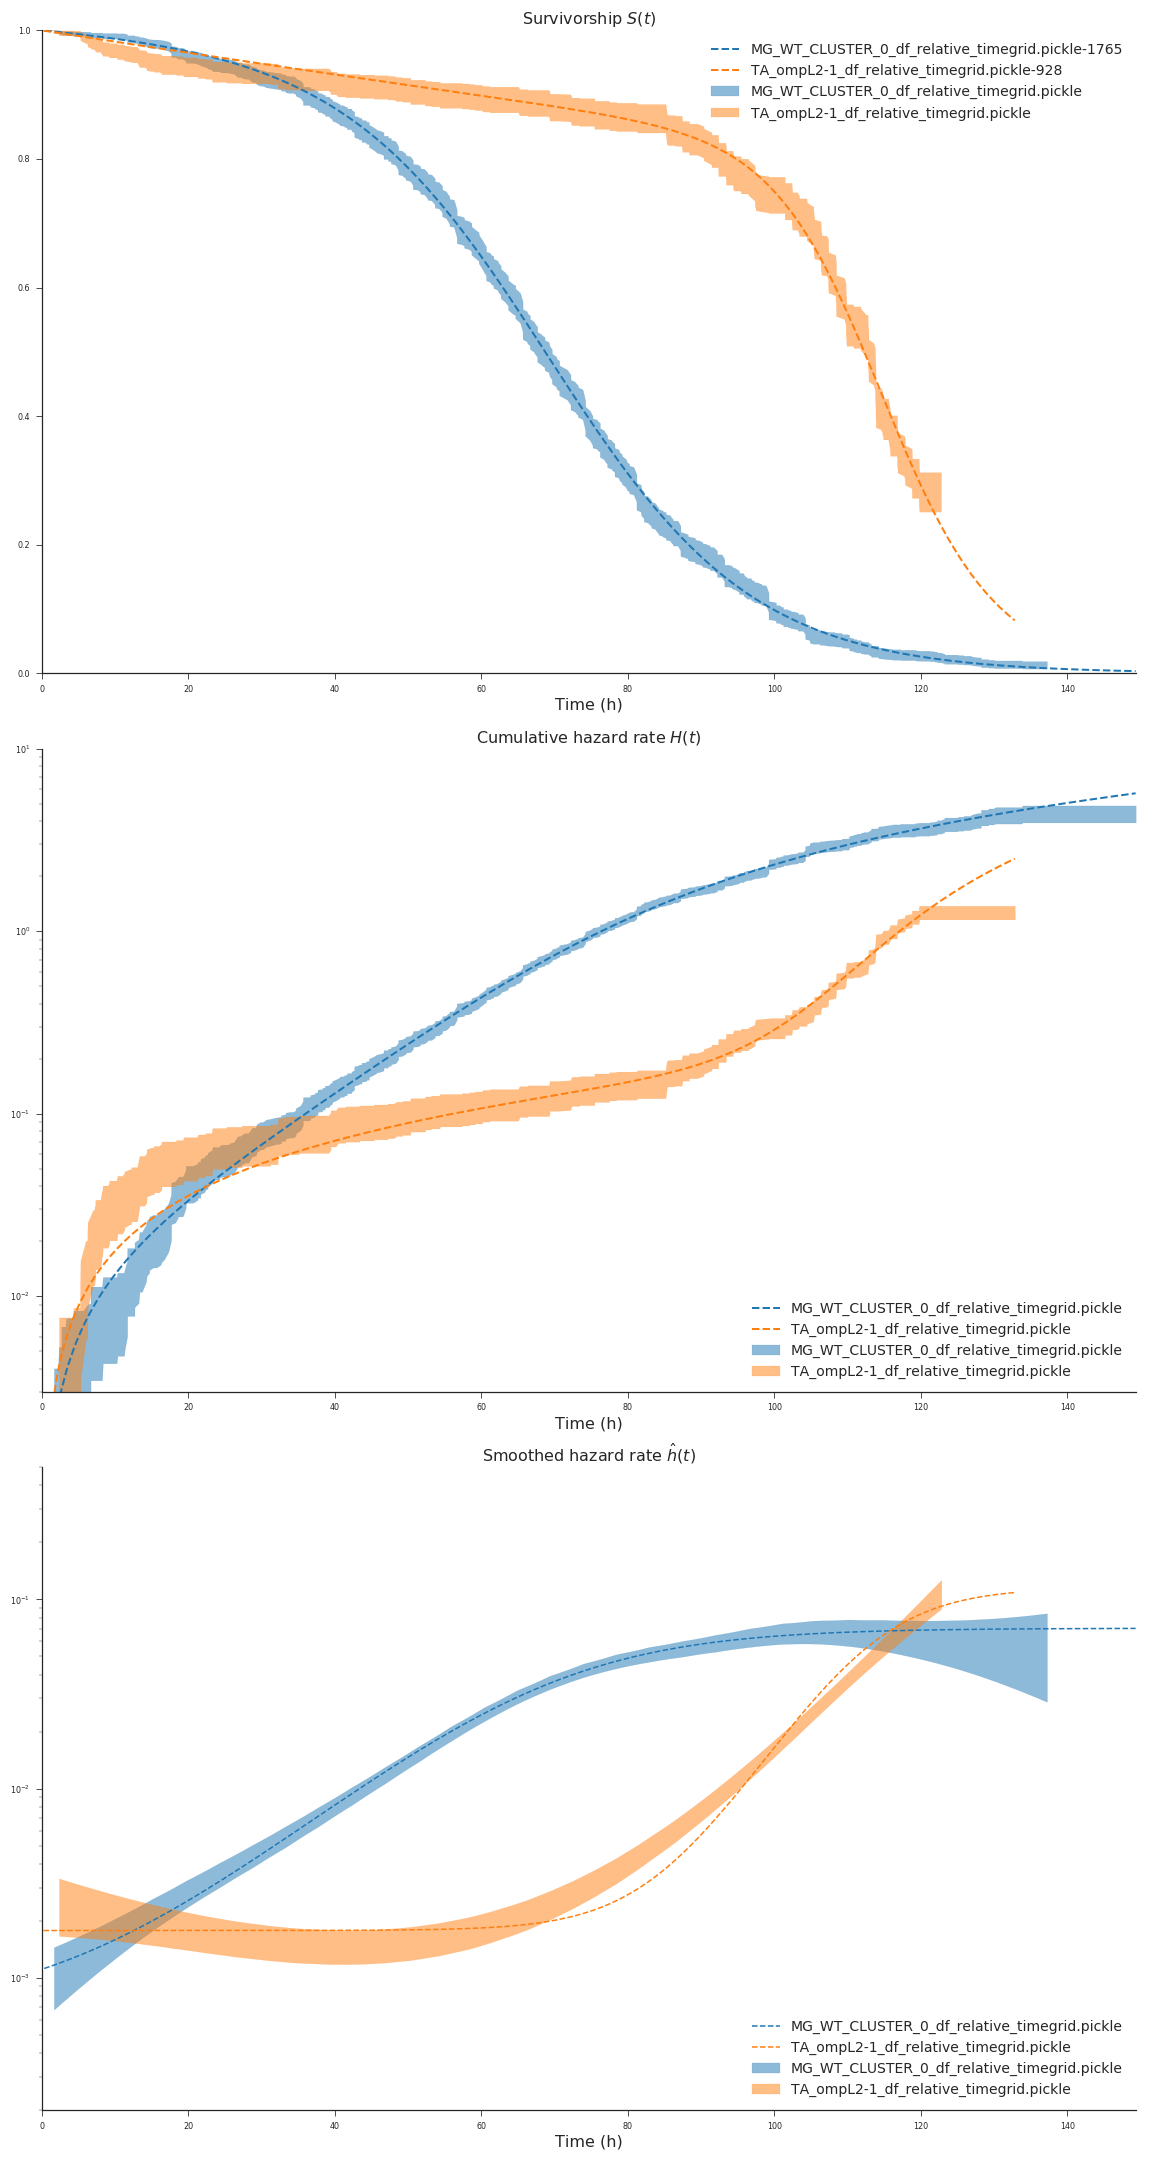 Survivorship S(t)
1.0
0.8
0.6
0.4
0.2
0.0
MG_WT_CLUSTER_0_df_relative_timegrid.pickle-1765
TA_ompL2-1_df_relative_timegrid.pickle-928
MG_WT_CLUSTER_0_df_relative_timegrid.pickle
TA_ompL2-1_df_relative_timegrid.pickle
0 20 40 60 80 100 120 140
Time (h)
Cumulative hazard rate H(t)
10¹
10⁰
10⁻¹
10⁻²
MG_WT_CLUSTER_0_df_relative_timegrid.pickle
TA_ompL2-1_df_relative_timegrid.pickle
MG_WT_CLUSTER_0_df_relative_timegrid.pickle
TA_ompL2-1_df_relative_timegrid.pickle
0 20 40 60 80 100 120 140
Time (h)
Smoothed hazard rate ĥ(t)
10⁻¹
10⁻²
10⁻³
MG_WT_CLUSTER_0_df_relative_timegrid.pickle
TA_ompL2-1_df_relative_timegrid.pickle
MG_WT_CLUSTER_0_df_relative_timegrid.pickle
TA_ompL2-1_df_relative_timegrid.pickle
0 20 40 60 80 100 120 140
Time (h)